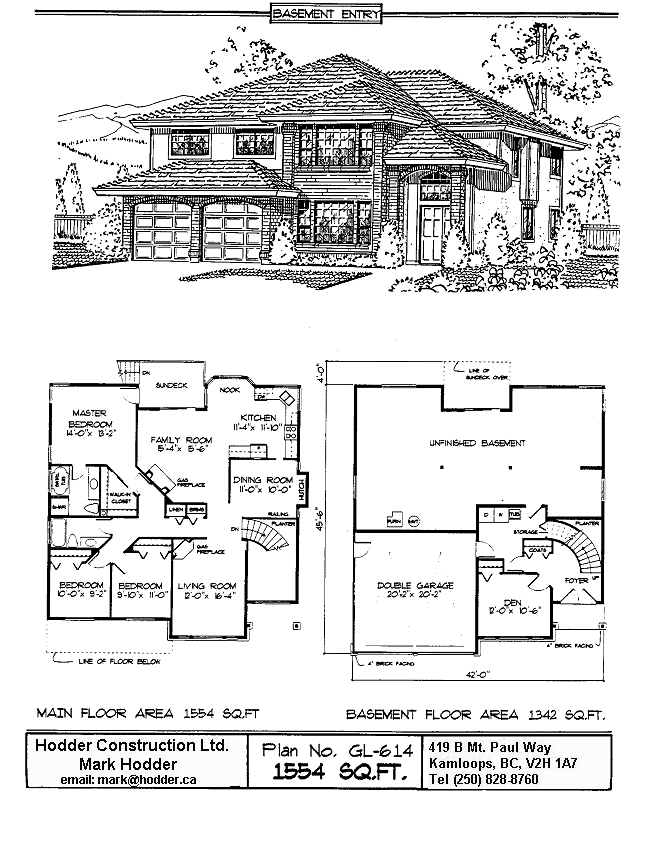 BASEMENT ENTRY
DN
SUNDECK
NOOK
DN
MASTER
BEDROOM
14'-0"x 13'-2"
KITCHEN
11'-4"x 11'-10"
FAMILY ROOM
15'-4"x 15'-6"
GAS
FIREPLACE
DINING ROOM
11'-0"x 10'-0"
HUTCH
WHIRL
TUB
SHWR
WALK-IN
CLOSET
LINEN
BRMS
RAILING
PLANTER
DN
GAS
FIREPLACE
BEDROOM
10'-0"x 9'-2"
BEDROOM
9'-10"x 11'-0"
LIVING ROOM
12'-0"x 16'-4"
LINE OF FLOOR BELOW
MAIN FLOOR AREA 1554 SQ.FT
4'-0"
45'-6"
LINE OF
SUNDECK OVER
UNFINISHED BASEMENT
FURN
HWT
D
W
TUB
STORAGE
COATS
PLANTER
FOYER
UP
DOUBLE GARAGE
20'-2"x 20'-2"
DEN
12'-0"x 10'-6"
4" BRICK FACING
4" BRICK FACING
42'-0"
BASEMENT FLOOR AREA 1342 SQ.FT.
Hodder Construction Ltd.
Mark Hodder
email: mark@hodder.ca
Plan No. GL-614
1554 SQ.FT.
419 B Mt. Paul Way
Kamloops, BC, V2H 1A7
Tel (250) 828-8760